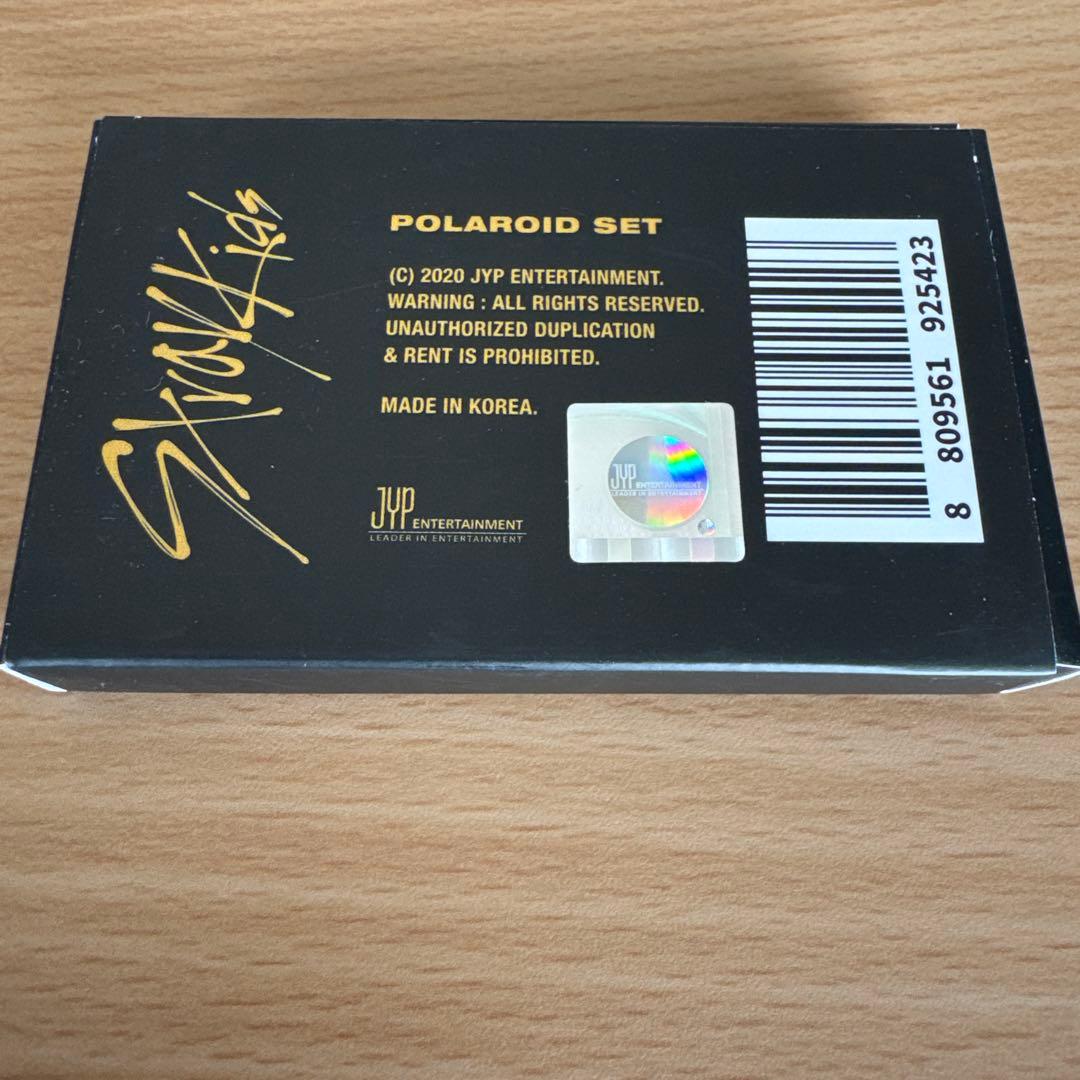 Stray Kids
POLAROID SET
(C) 2020 JYP ENTERTAINMENT.
WARNING : ALL RIGHTS RESERVED.
UNAUTHORIZED DUPLICATION
& RENT IS PROHIBITED.
MADE IN KOREA.
JYP ENTERTAINMENT
LEADER IN ENTERTAINMENT
JYP ENTERTAINMENT
LEADER IN ENTERTAINMENT
8 809561 925423